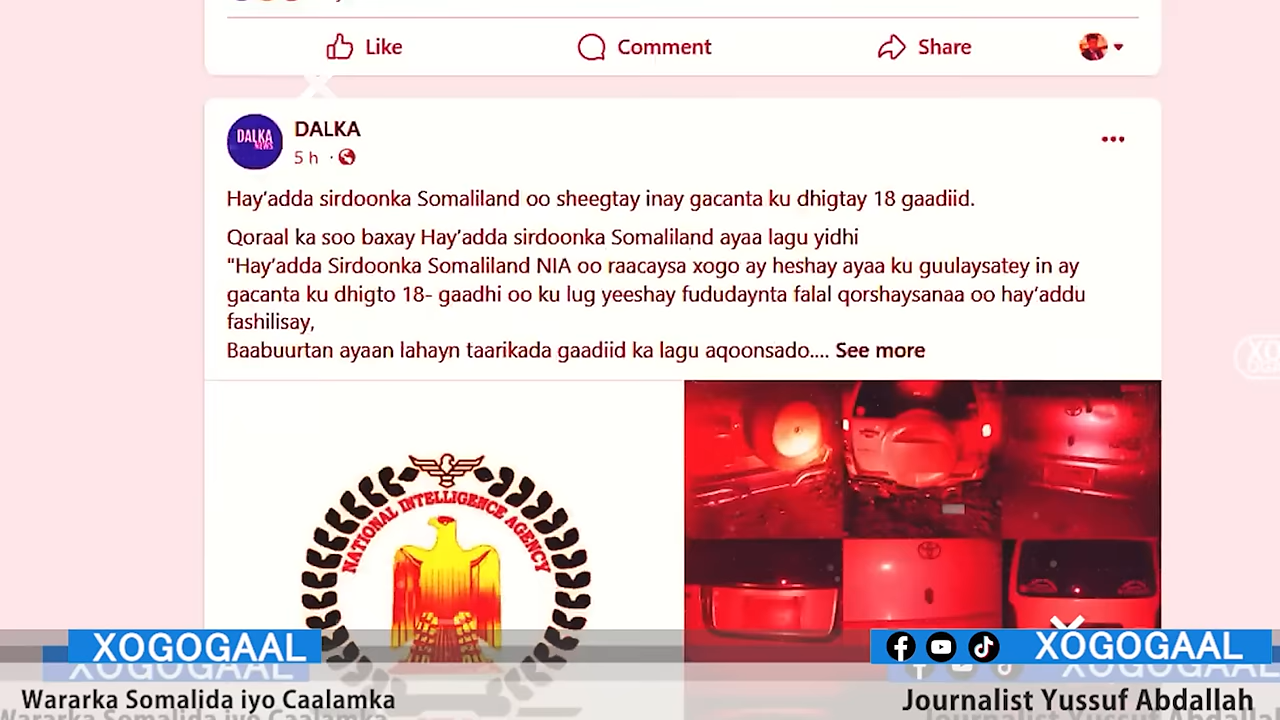 Like
Comment
Share
DALKA
NEWS
DALKA
5 h
Hay'adda sirdoonka Somaliland oo sheegtay inay gacanta ku dhigtay 18 gaadiid.
Qoraal ka soo baxay Hay'adda sirdoonka Somaliland ayaa lagu yidhi
"Hay'adda Sirdoonka Somaliland NIA oo raacaysa xogo ay heshay ayaa ku guulaysatey in ay
gacanta ku dhigto 18- gaadhi oo ku lug yeeshay fududaynta falal qorshaysanaa oo hay'addu
fashilisay,
Baabuurtan ayaan lahayn taarikada gaadiid ka lagu aqoonsado.... See more
NATIONAL INTELLIGENCE AGENCY
XOGOGAAL
XOGOGAAL
Wararka Somalida iyo Caalamka
Journalist Yussuf Abdallah